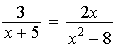 3/(x + 5) = 2x/(x² − 8)